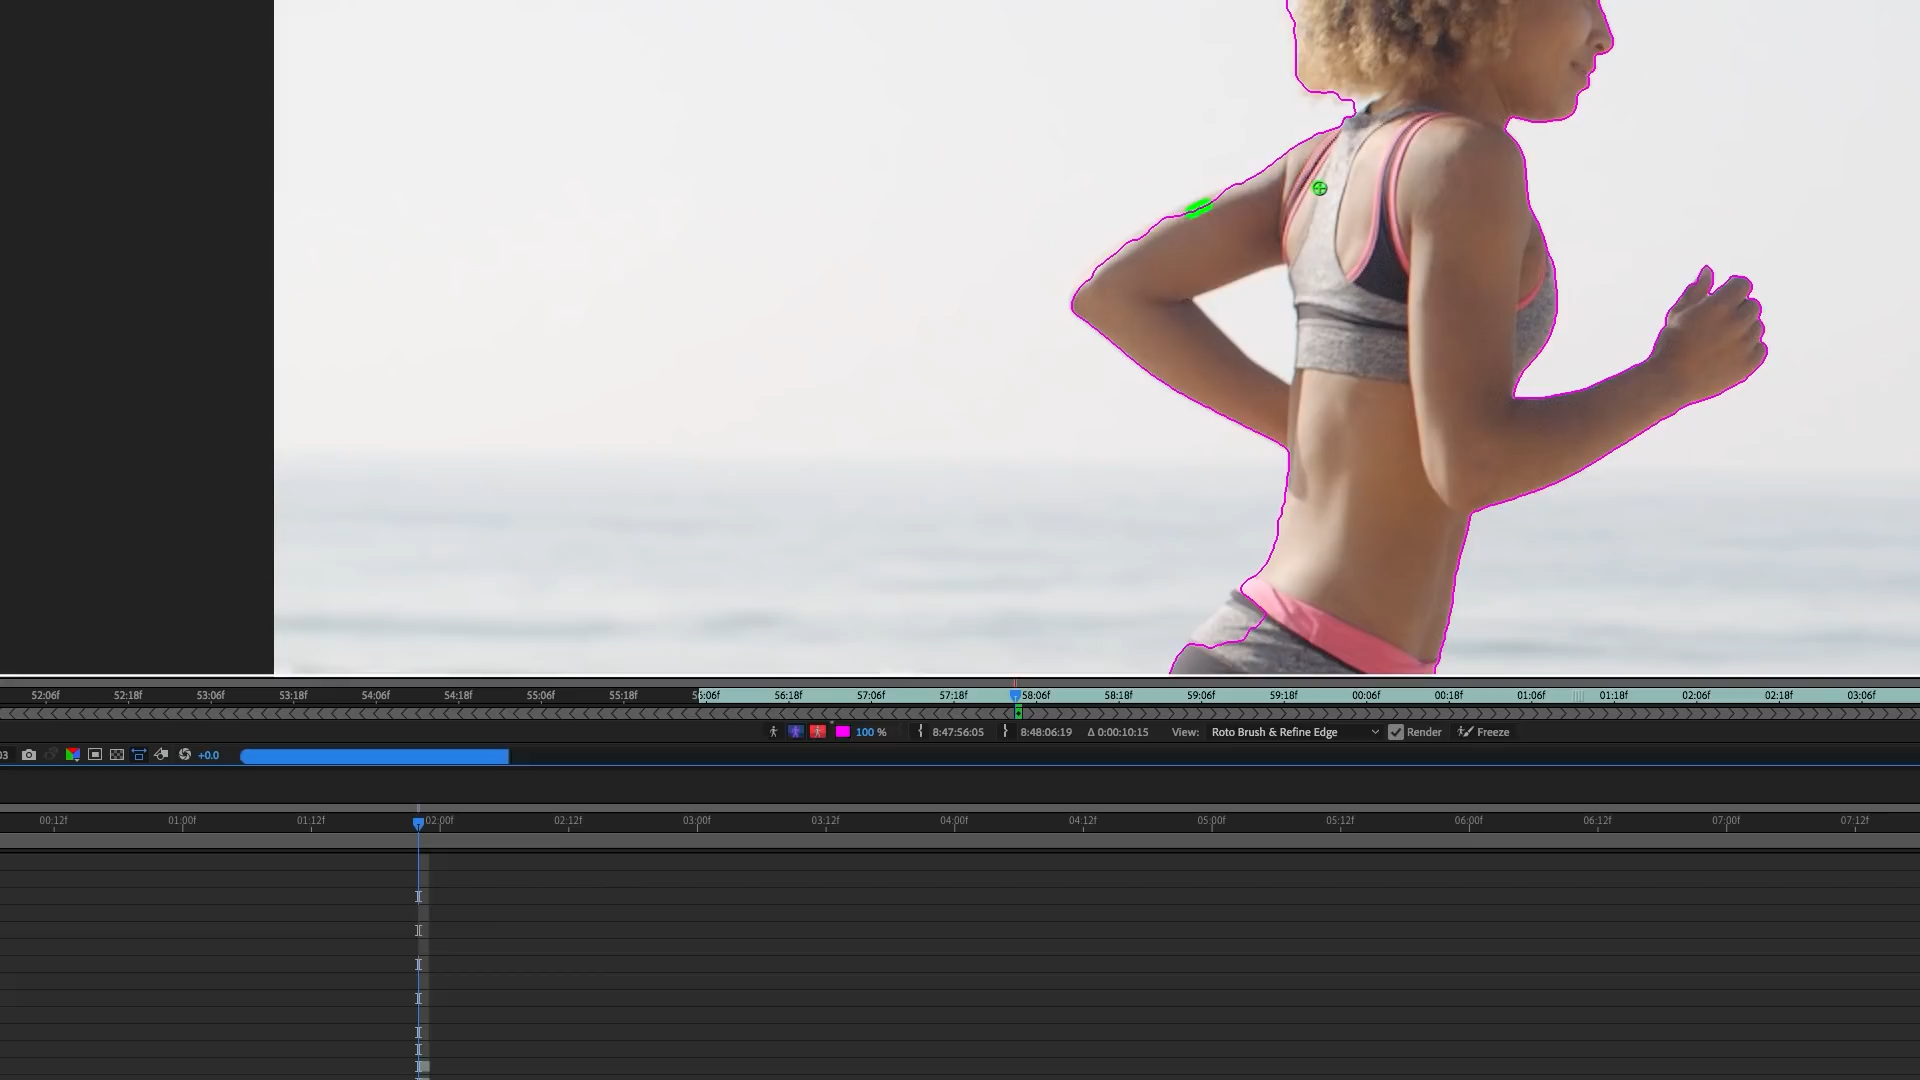 52:06f 52:18f 53:06f 53:18f 54:06f 54:18f 55:06f 55:18f 56:06f 56:18f 57:06f 57:18f 58:06f 58:18f 59:06f 59:18f 00:06f 00:18f 01:06f 01:18f 02:06f 02:18f 03:06f
100 % 8:47:56:05 8:48:06:19 Δ 0:00:10:15 View: Roto Brush & Refine Edge Render Freeze
03 +0.0
00:12f 01:00f 01:12f 02:00f 02:12f 03:00f 03:12f 04:00f 04:12f 05:00f 05:12f 06:00f 06:12f 07:00f 07:12f